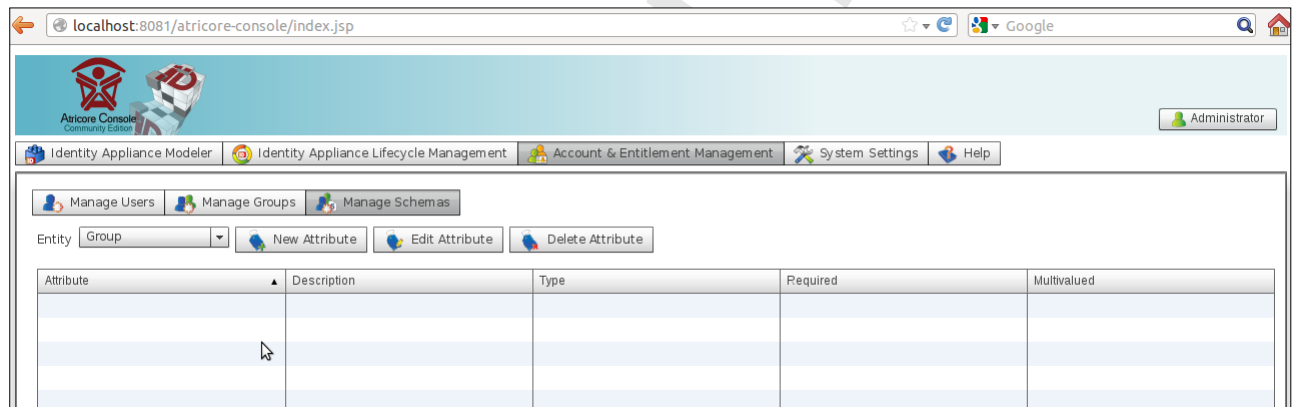 localhost:8081/atricore-console/index.jsp Google
Atricore Console
Community Edition
Administrator
Identity Appliance Modeler Identity Appliance Lifecycle Management Account & Entitlement Management System Settings Help
Manage Users Manage Groups Manage Schemas
Entity Group New Attribute Edit Attribute Delete Attribute
Attribute Description Type Required Multivalued